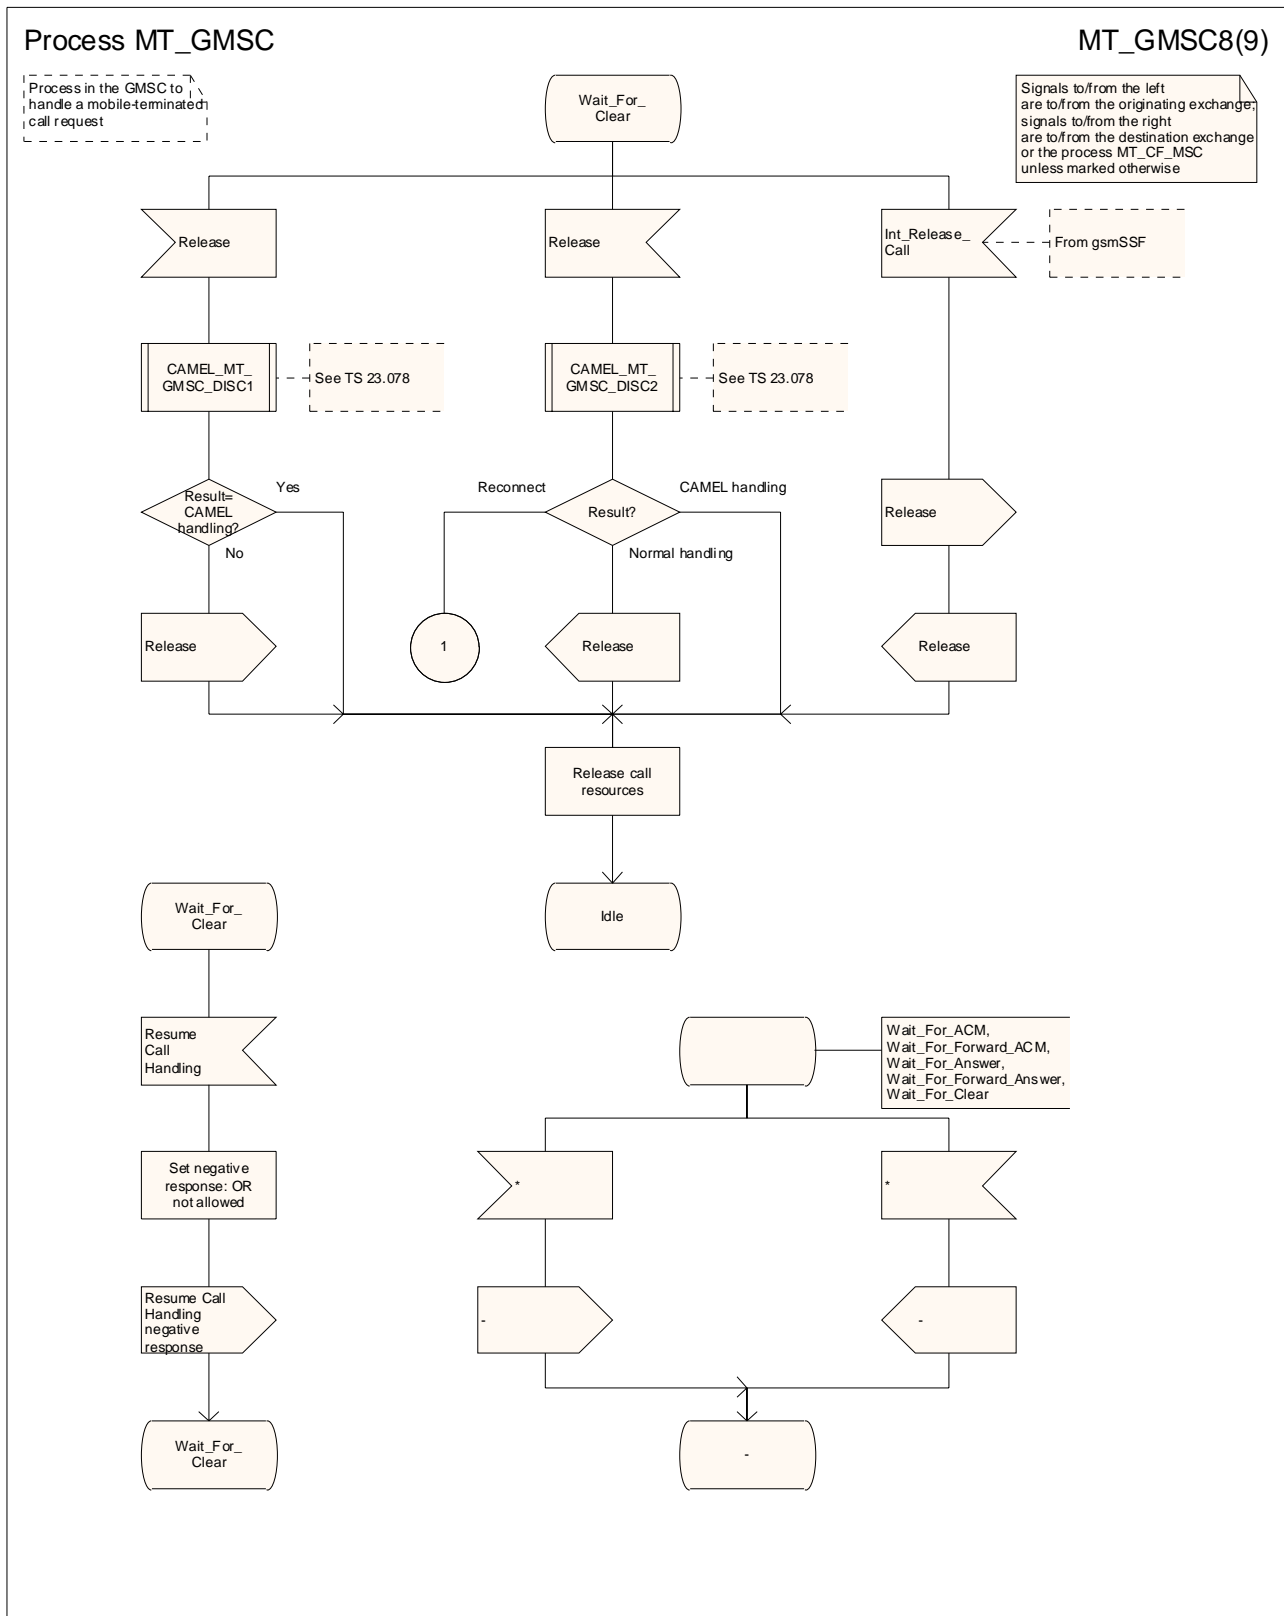 Process MT_GMSC
MT_GMSC8(9)
Process in the GMSC to
handle a mobile-terminated
call request
Wait_For_
Clear
Signals to/from the left
are to/from the originating exchange;
signals to/from the right
are to/from the destination exchange
or the process MT_CF_MSC
unless marked otherwise
Release
Release
Int_Release_
Call
From gsmSSF
CAMEL_MT_
GMSC_DISC1
See TS 23.078
CAMEL_MT_
GMSC_DISC2
See TS 23.078
Result=
CAMEL
handling?
Yes
No
Reconnect
Result?
CAMEL handling
Normal handling
Release
Release
1
Release
Release
Release call
resources
Idle
Wait_For_
Clear
Resume
Call
Handling
Set negative
response: OR
not allowed
Resume Call
Handling
negative
response
Wait_For_
Clear
Wait_For_ACM,
Wait_For_Forward_ACM,
Wait_For_Answer,
Wait_For_Forward_Answer,
Wait_For_Clear
*
*
-
-
-